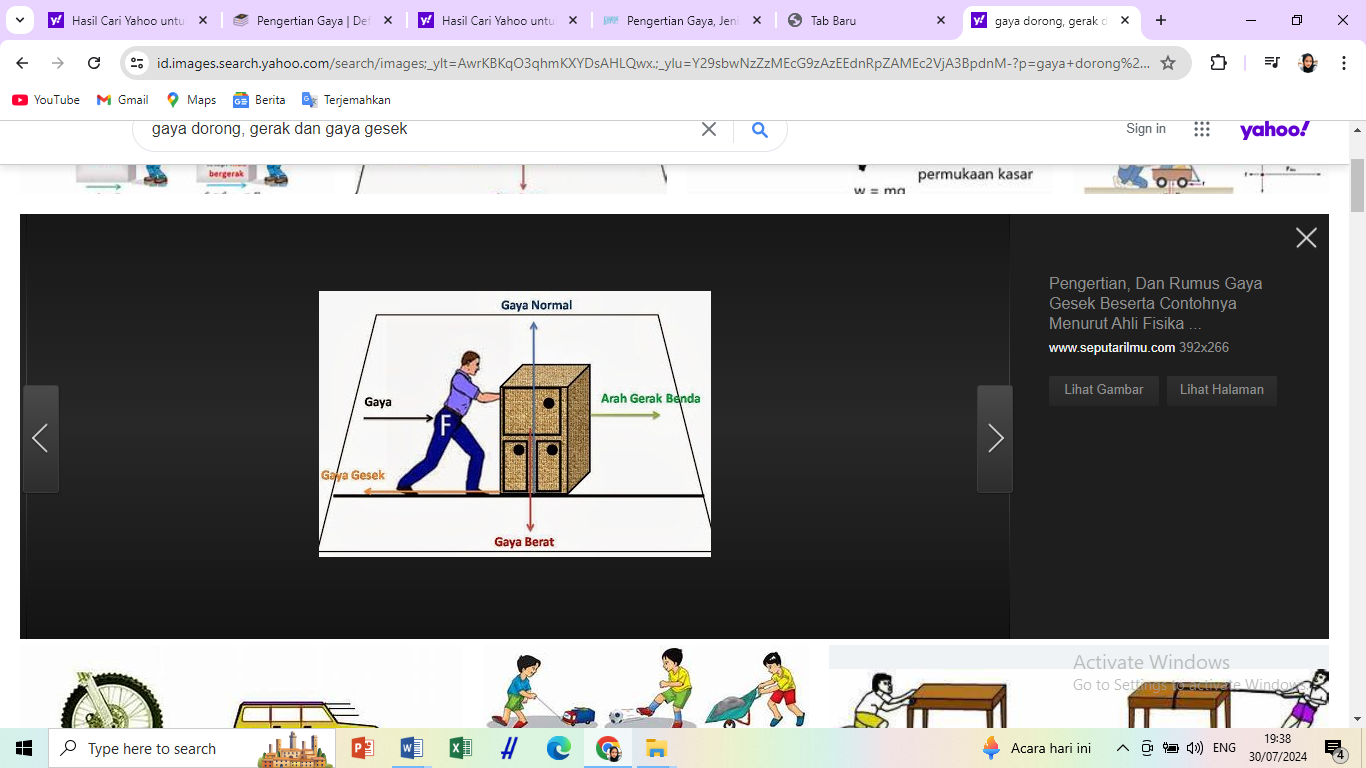 Hasil Cari Yahoo untu
Pengertian Gaya | Def
Hasil Cari Yahoo untu
Pengertian Gaya, Jeni
Tab Baru
gaya dorong, gerak d
id.images.search.yahoo.com/search/images;_ylt=AwrKBKqO3qhmKXYDsAHLQwx.;_ylu=Y29sbwNzZzMEcG9zAzEEdnRpZAMEc2VjA3BpdnM-?p=gaya+dorong%2...
YouTube
Gmail
Maps
Berita
Terjemahkan
gaya dorong, gerak dan gaya gesek
Sign in
yahoo!
bergerak
permukaan kasar
w = mg
Gaya Normal
Gaya
F
Arah Gerak Benda
Gaya Gesek
Gaya Berat
Pengertian, Dan Rumus Gaya
Gesek Beserta Contohnya
Menurut Ahli Fisika ...
www.seputarilmu.com 392x266
Lihat Gambar
Lihat Halaman
Activate Windows
Go to Settings to activate Windows.
Type here to search
Acara hari ini
ENG
19:38
30/07/2024
4